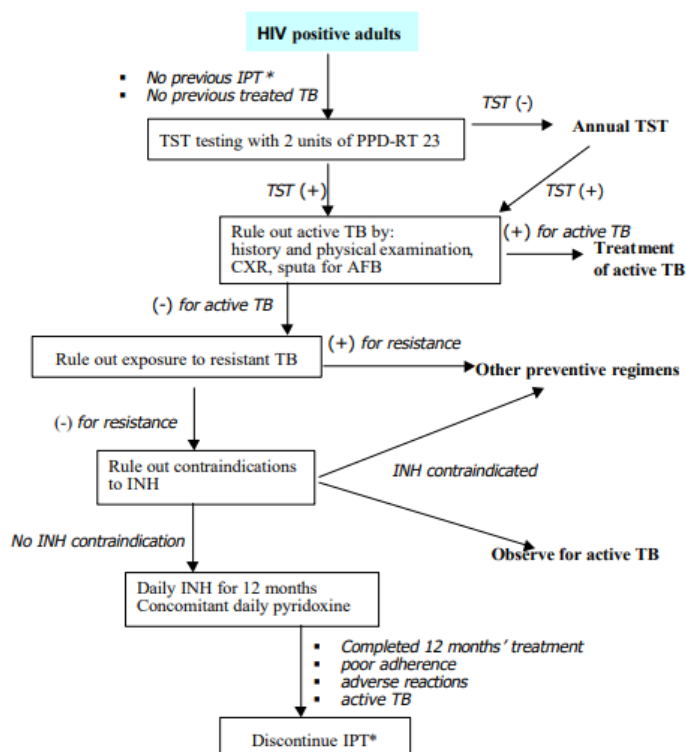 HIV positive adults
▪ No previous IPT*
▪ No previous treated TB
TST (-)
TST testing with 2 units of PPD-RT 23
Annual TST
TST (+)
TST (+)
Rule out active TB by:
history and physical examination,
CXR, sputa for AFB
(+) for active TB
Treatment
of active TB
(-) for active TB
Rule out exposure to resistant TB
(+) for resistance
Other preventive regimens
(-) for resistance
Rule out contraindications
to INH
INH contraindicated
No INH contraindication
Observe for active TB
Daily INH for 12 months
Concomitant daily pyridoxine
▪ Completed 12 months’ treatment
▪ poor adherence
▪ adverse reactions
▪ active TB
Discontinue IPT*